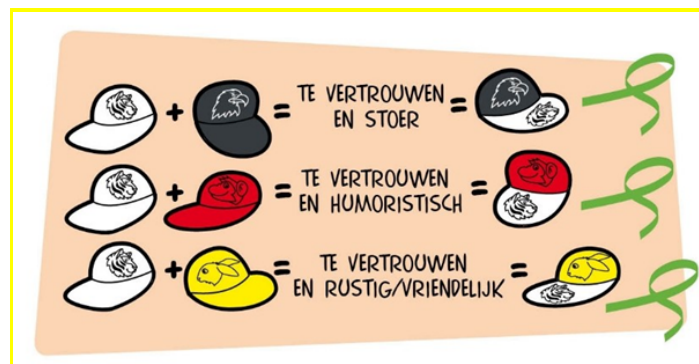 + = TE VERTROUWEN
EN STOER =
+ = TE VERTROUWEN
EN HUMORISTISCH =
+ = TE VERTROUWEN
EN RUSTIG/VRIENDELIJK =